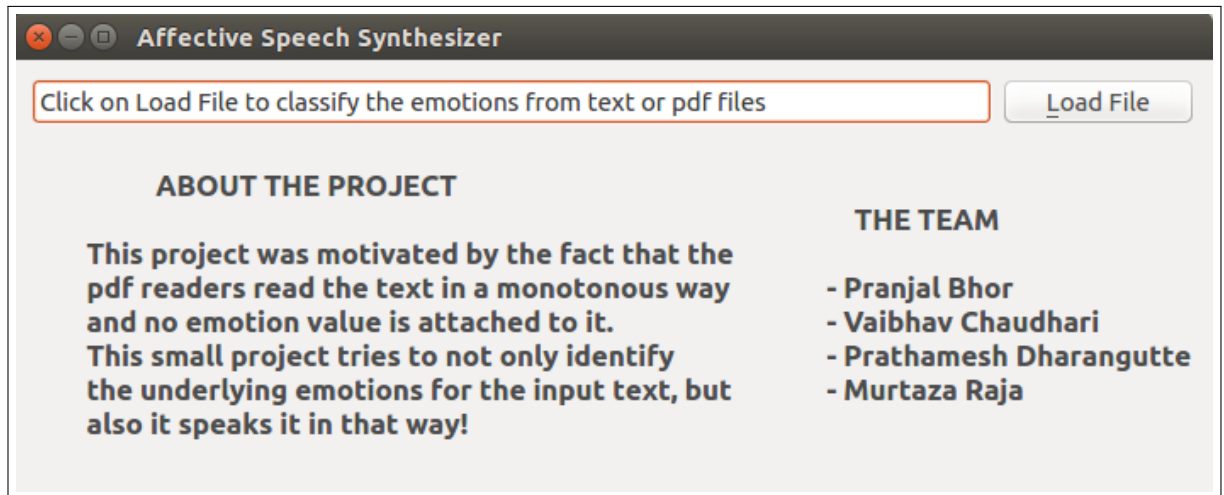 Affective Speech Synthesizer
Click on Load File to classify the emotions from text or pdf files
Load File
ABOUT THE PROJECT
This project was motivated by the fact that the
pdf readers read the text in a monotonous way
and no emotion value is attached to it.
This small project tries to not only identify
the underlying emotions for the input text, but
also it speaks it in that way!
THE TEAM
- Pranjal Bhor
- Vaibhav Chaudhari
- Prathamesh Dharangutte
- Murtaza Raja